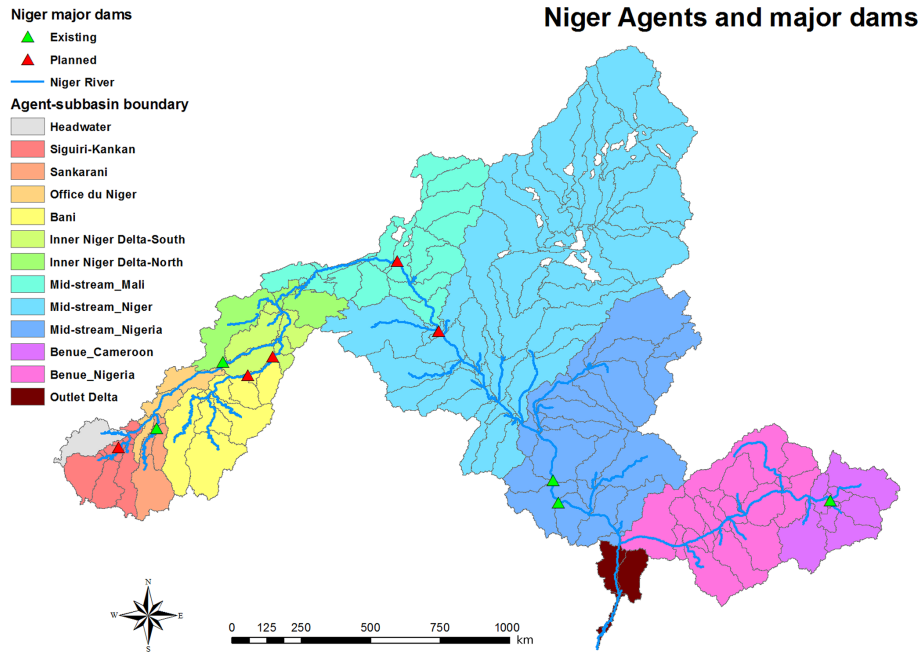 Niger Agents and major dams
Niger major dams
Existing
Planned
Niger River
Agent-subbasin boundary
Headwater
Siguiri-Kankan
Sankarani
Office du Niger
Bani
Inner Niger Delta-South
Inner Niger Delta-North
Mid-stream_Mali
Mid-stream_Niger
Mid-stream_Nigeria
Benue_Cameroon
Benue_Nigeria
Outlet Delta
N
W E
S
0 125 250 500 750 1000
km